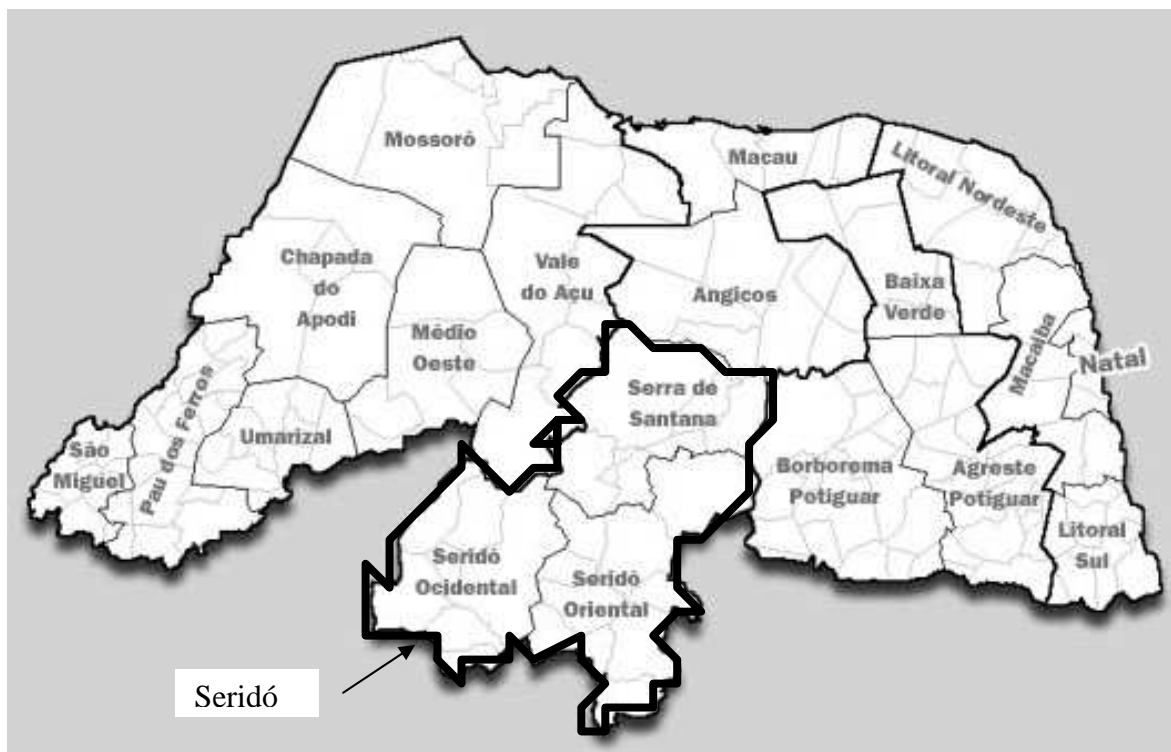 Mossoró
Macau
Litoral Nordeste
Chapada
do
Apodi
Vale
do Açu
Angicos
Baixa
Verde
Médio
Oeste
Macaíba
Natal
Pau dos Ferros
Serra de
Santana
São
Miguel
Umarizal
Borborema
Potiguar
Agreste
Potiguar
Litoral
Sul
Seridó
Ocidental
Seridó
Oriental
Seridó